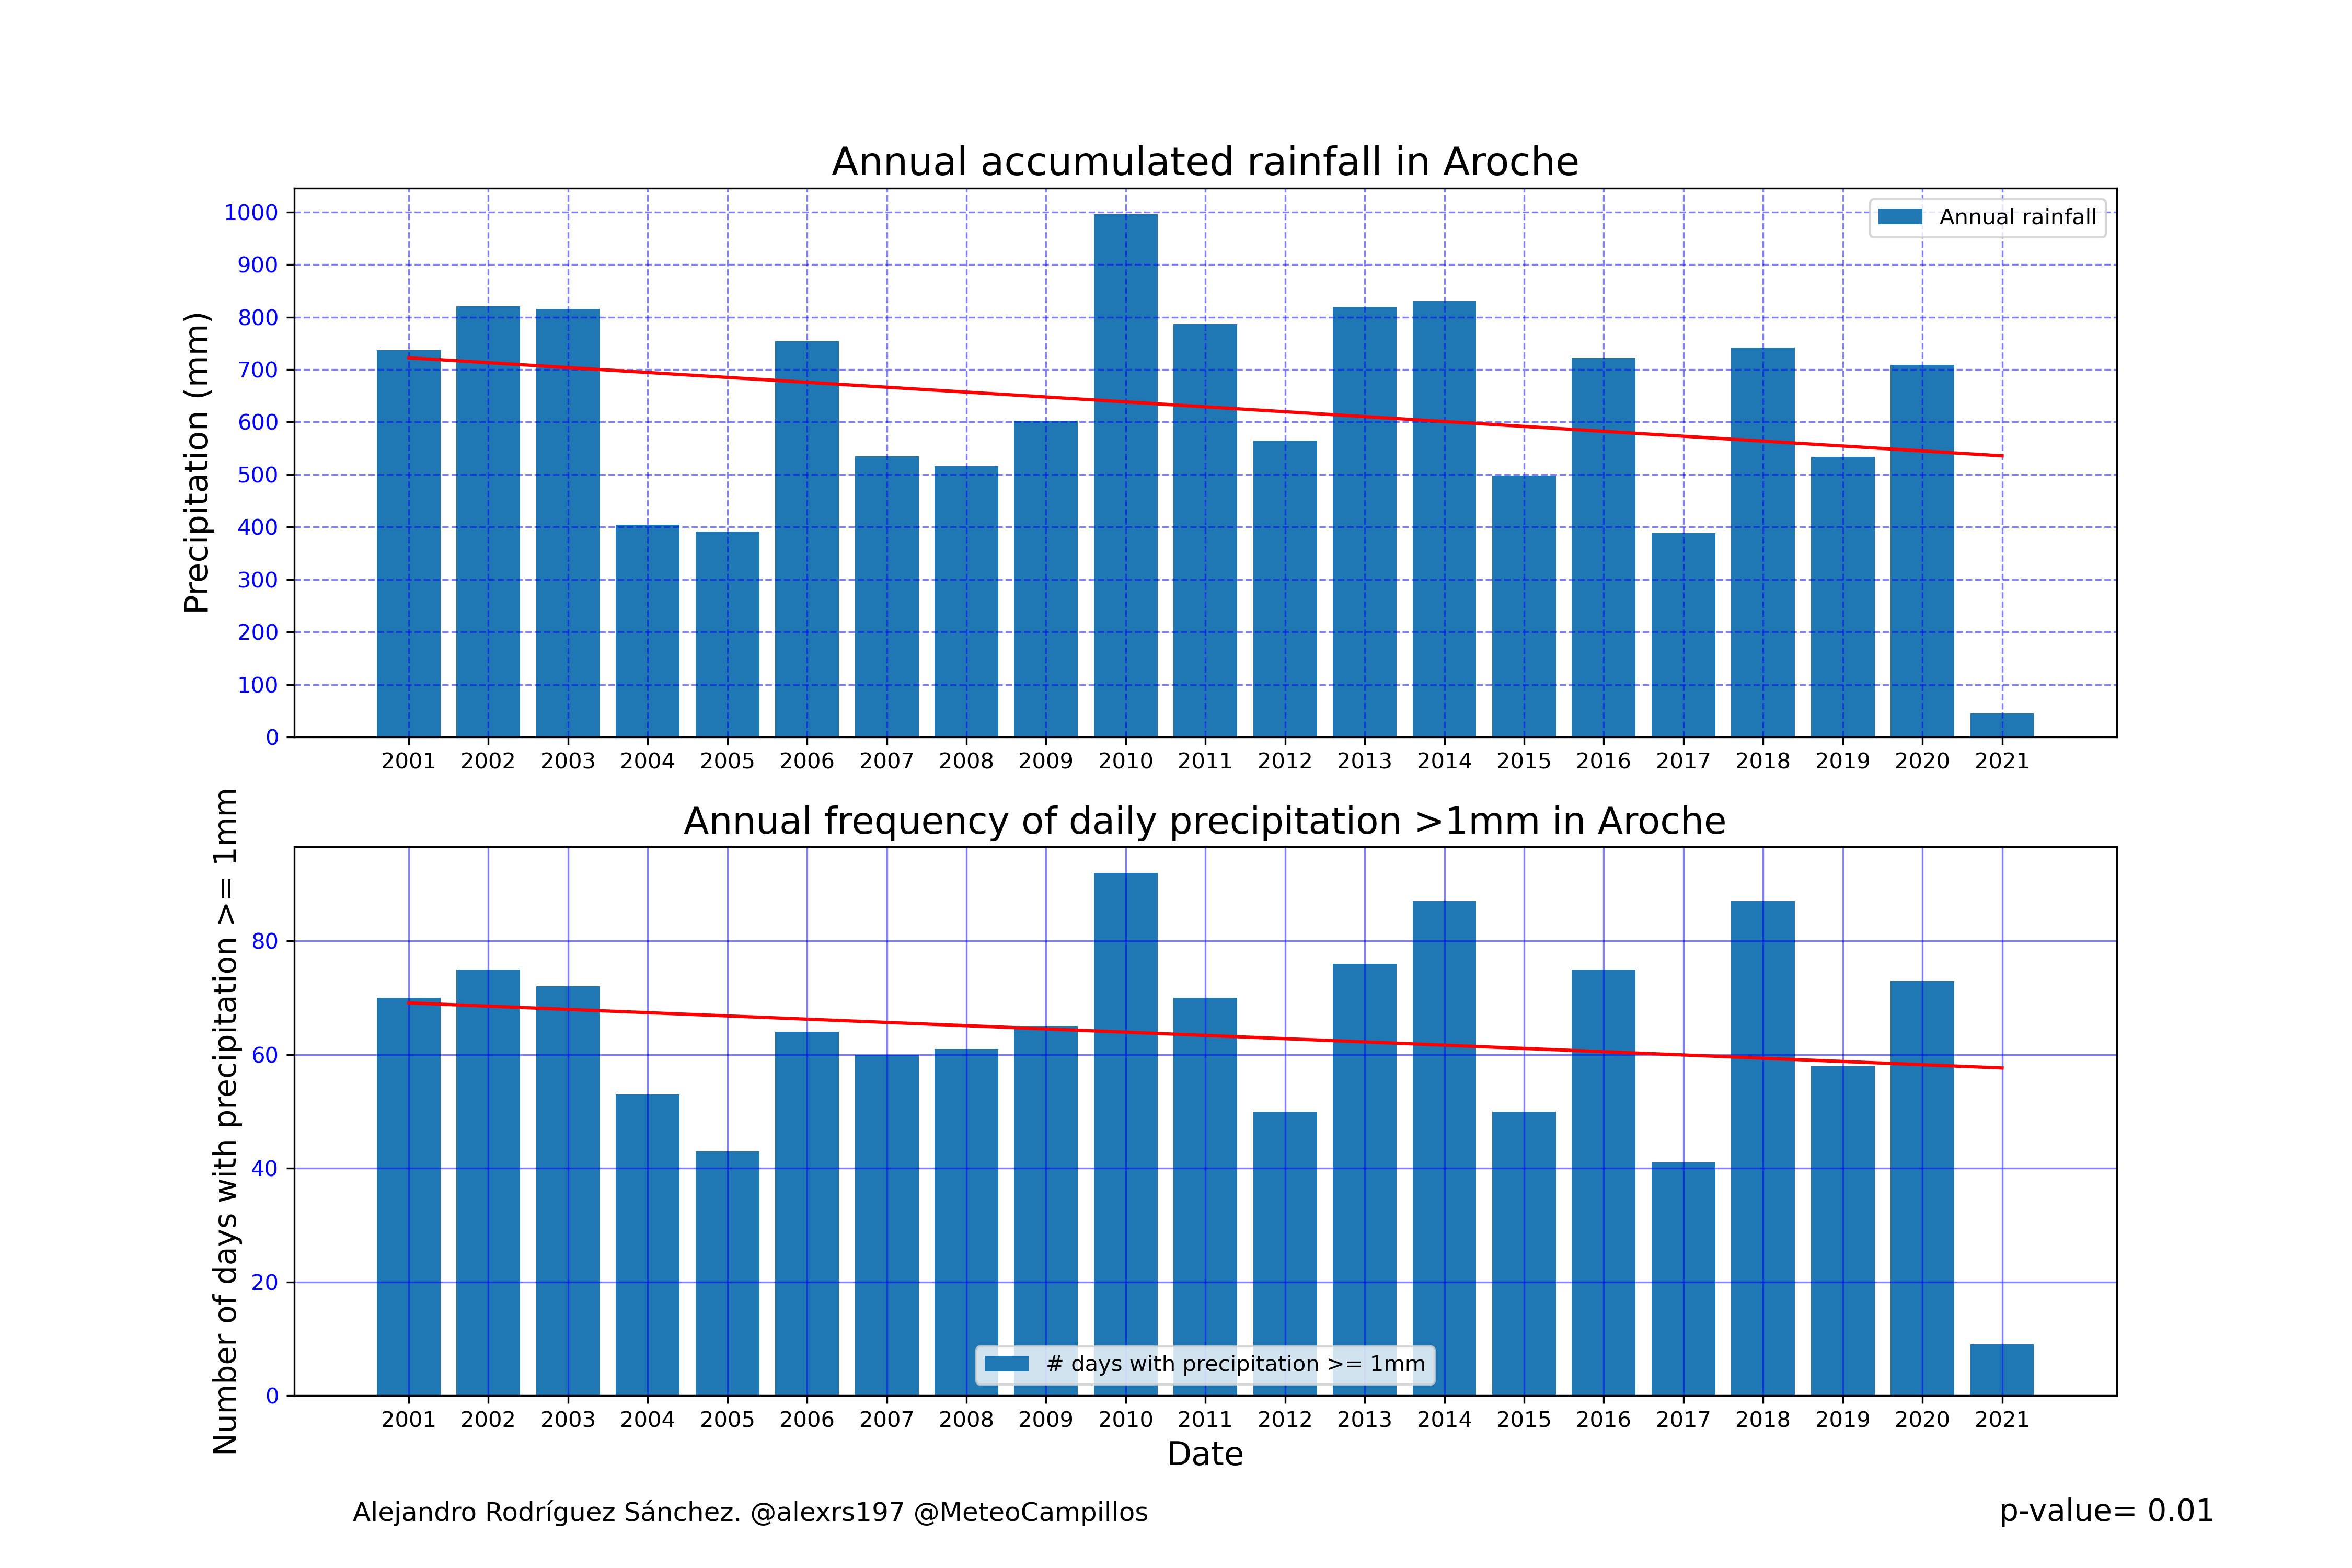 Annual accumulated rainfall in Aroche
Precipitation (mm)
1000
900
800
700
600
500
400
300
200
100
0
Annual rainfall
2001 2002 2003 2004 2005 2006 2007 2008 2009 2010 2011 2012 2013 2014 2015 2016 2017 2018 2019 2020 2021
Annual frequency of daily precipitation >1mm in Aroche
Number of days with precipitation >= 1mm
80
60
40
20
0
# days with precipitation >= 1mm
2001 2002 2003 2004 2005 2006 2007 2008 2009 2010 2011 2012 2013 2014 2015 2016 2017 2018 2019 2020 2021
Date
Alejandro Rodríguez Sánchez. @alexrs197 @MeteoCampillos
p-value= 0.01